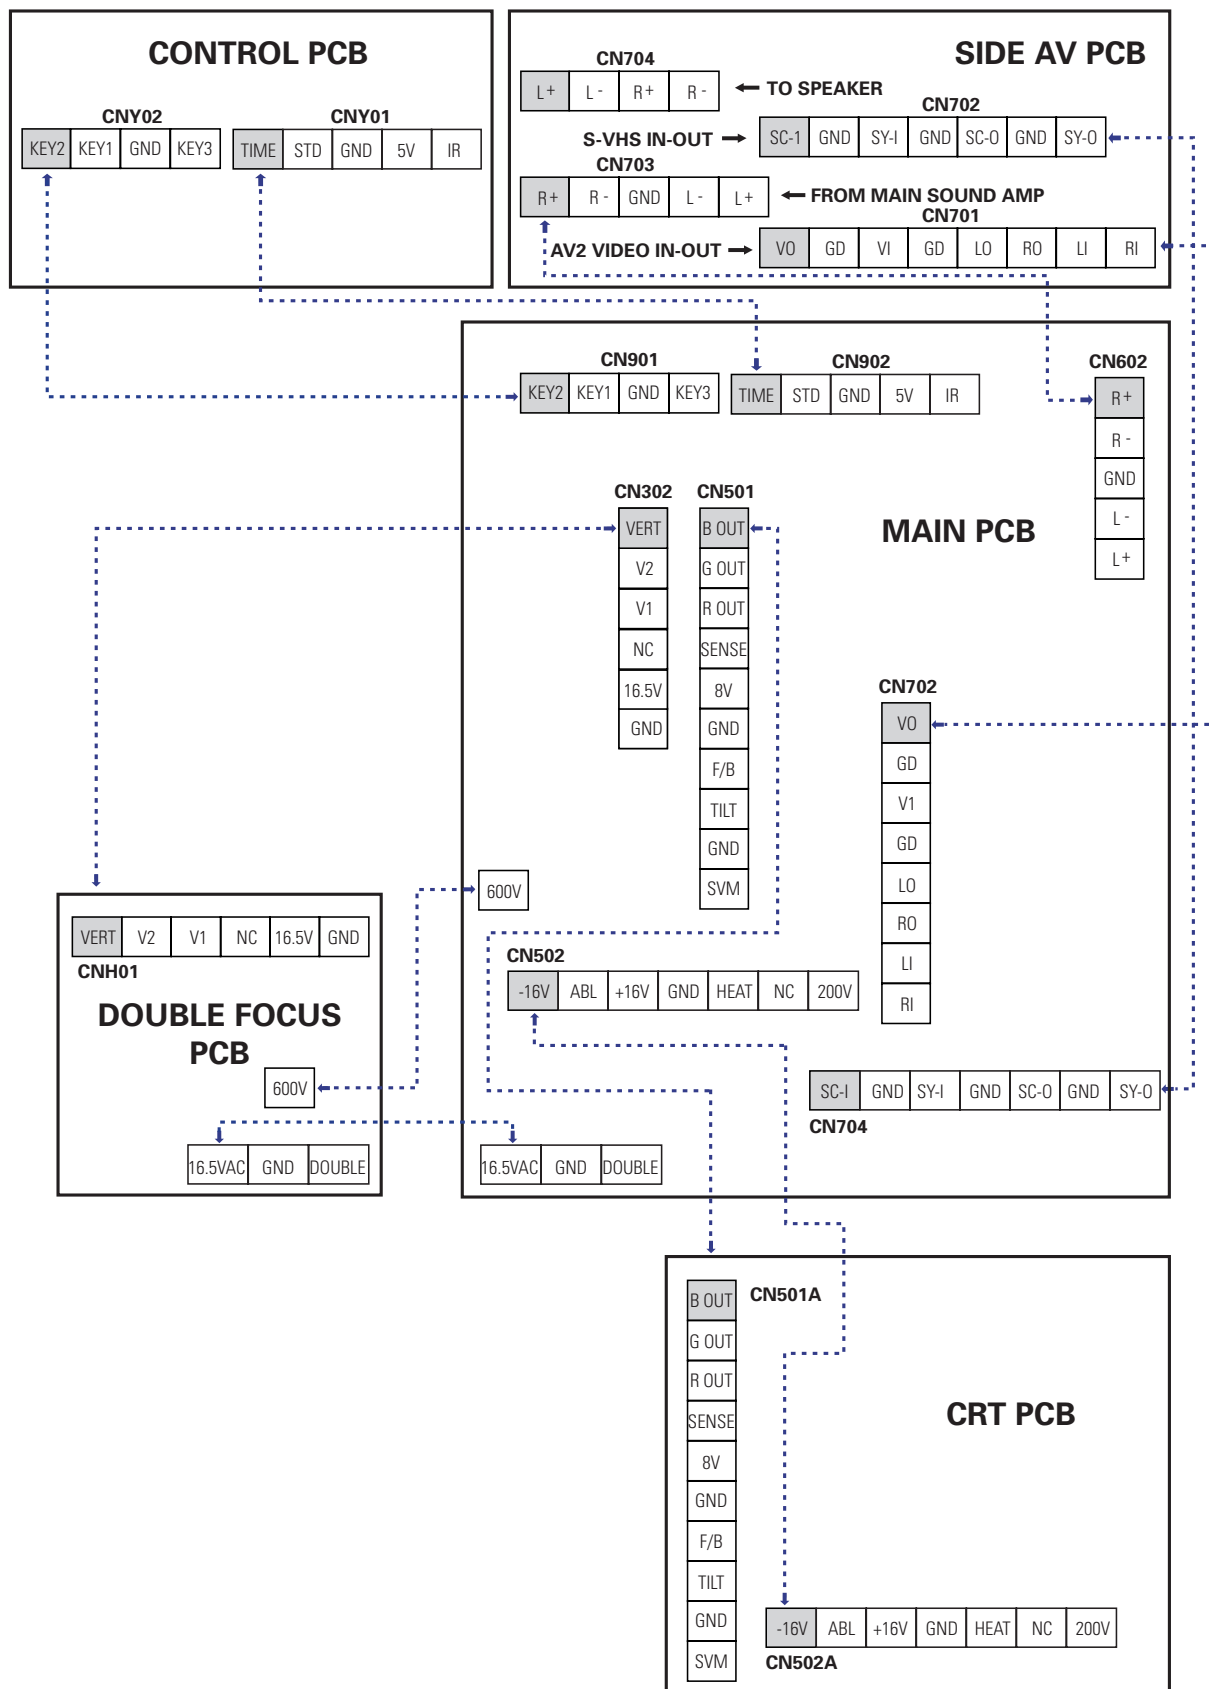 CONTROL PCB
CNY02
KEY2 KEY1 GND KEY3
CNY01
TIME STD GND 5V IR
SIDE AV PCB
CN704
L+ L- R+ R- TO SPEAKER
CN702
S-VHS IN-OUT SC-1 GND SY-I GND SC-O GND SY-O
CN703
R+ R- GND L- L+ FROM MAIN SOUND AMP
CN701
AV2 VIDEO IN-OUT VO GD VI GD LO RO LI RI
MAIN PCB
CN901
KEY2 KEY1 GND KEY3
CN902
TIME STD GND 5V IR
CN602
R+
R-
GND
L-
L+
CN302
VERT
V2
V1
NC
16.5V
GND
CN501
B OUT
G OUT
R OUT
SENSE
8V
GND
F/B
TILT
GND
SVM
CN702
VO
GD
V1
GD
LO
RO
LI
RI
600V
CN502
-16V ABL +16V GND HEAT NC 200V
SC-I GND SY-I GND SC-O GND SY-O
CN704
16.5VAC GND DOUBLE
VERT V2 V1 NC 16.5V GND
CNH01
DOUBLE FOCUS
PCB
600V
16.5VAC GND DOUBLE
CN501A
B OUT
G OUT
R OUT
SENSE
8V
GND
F/B
TILT
GND
SVM
CRT PCB
-16V ABL +16V GND HEAT NC 200V
CN502A